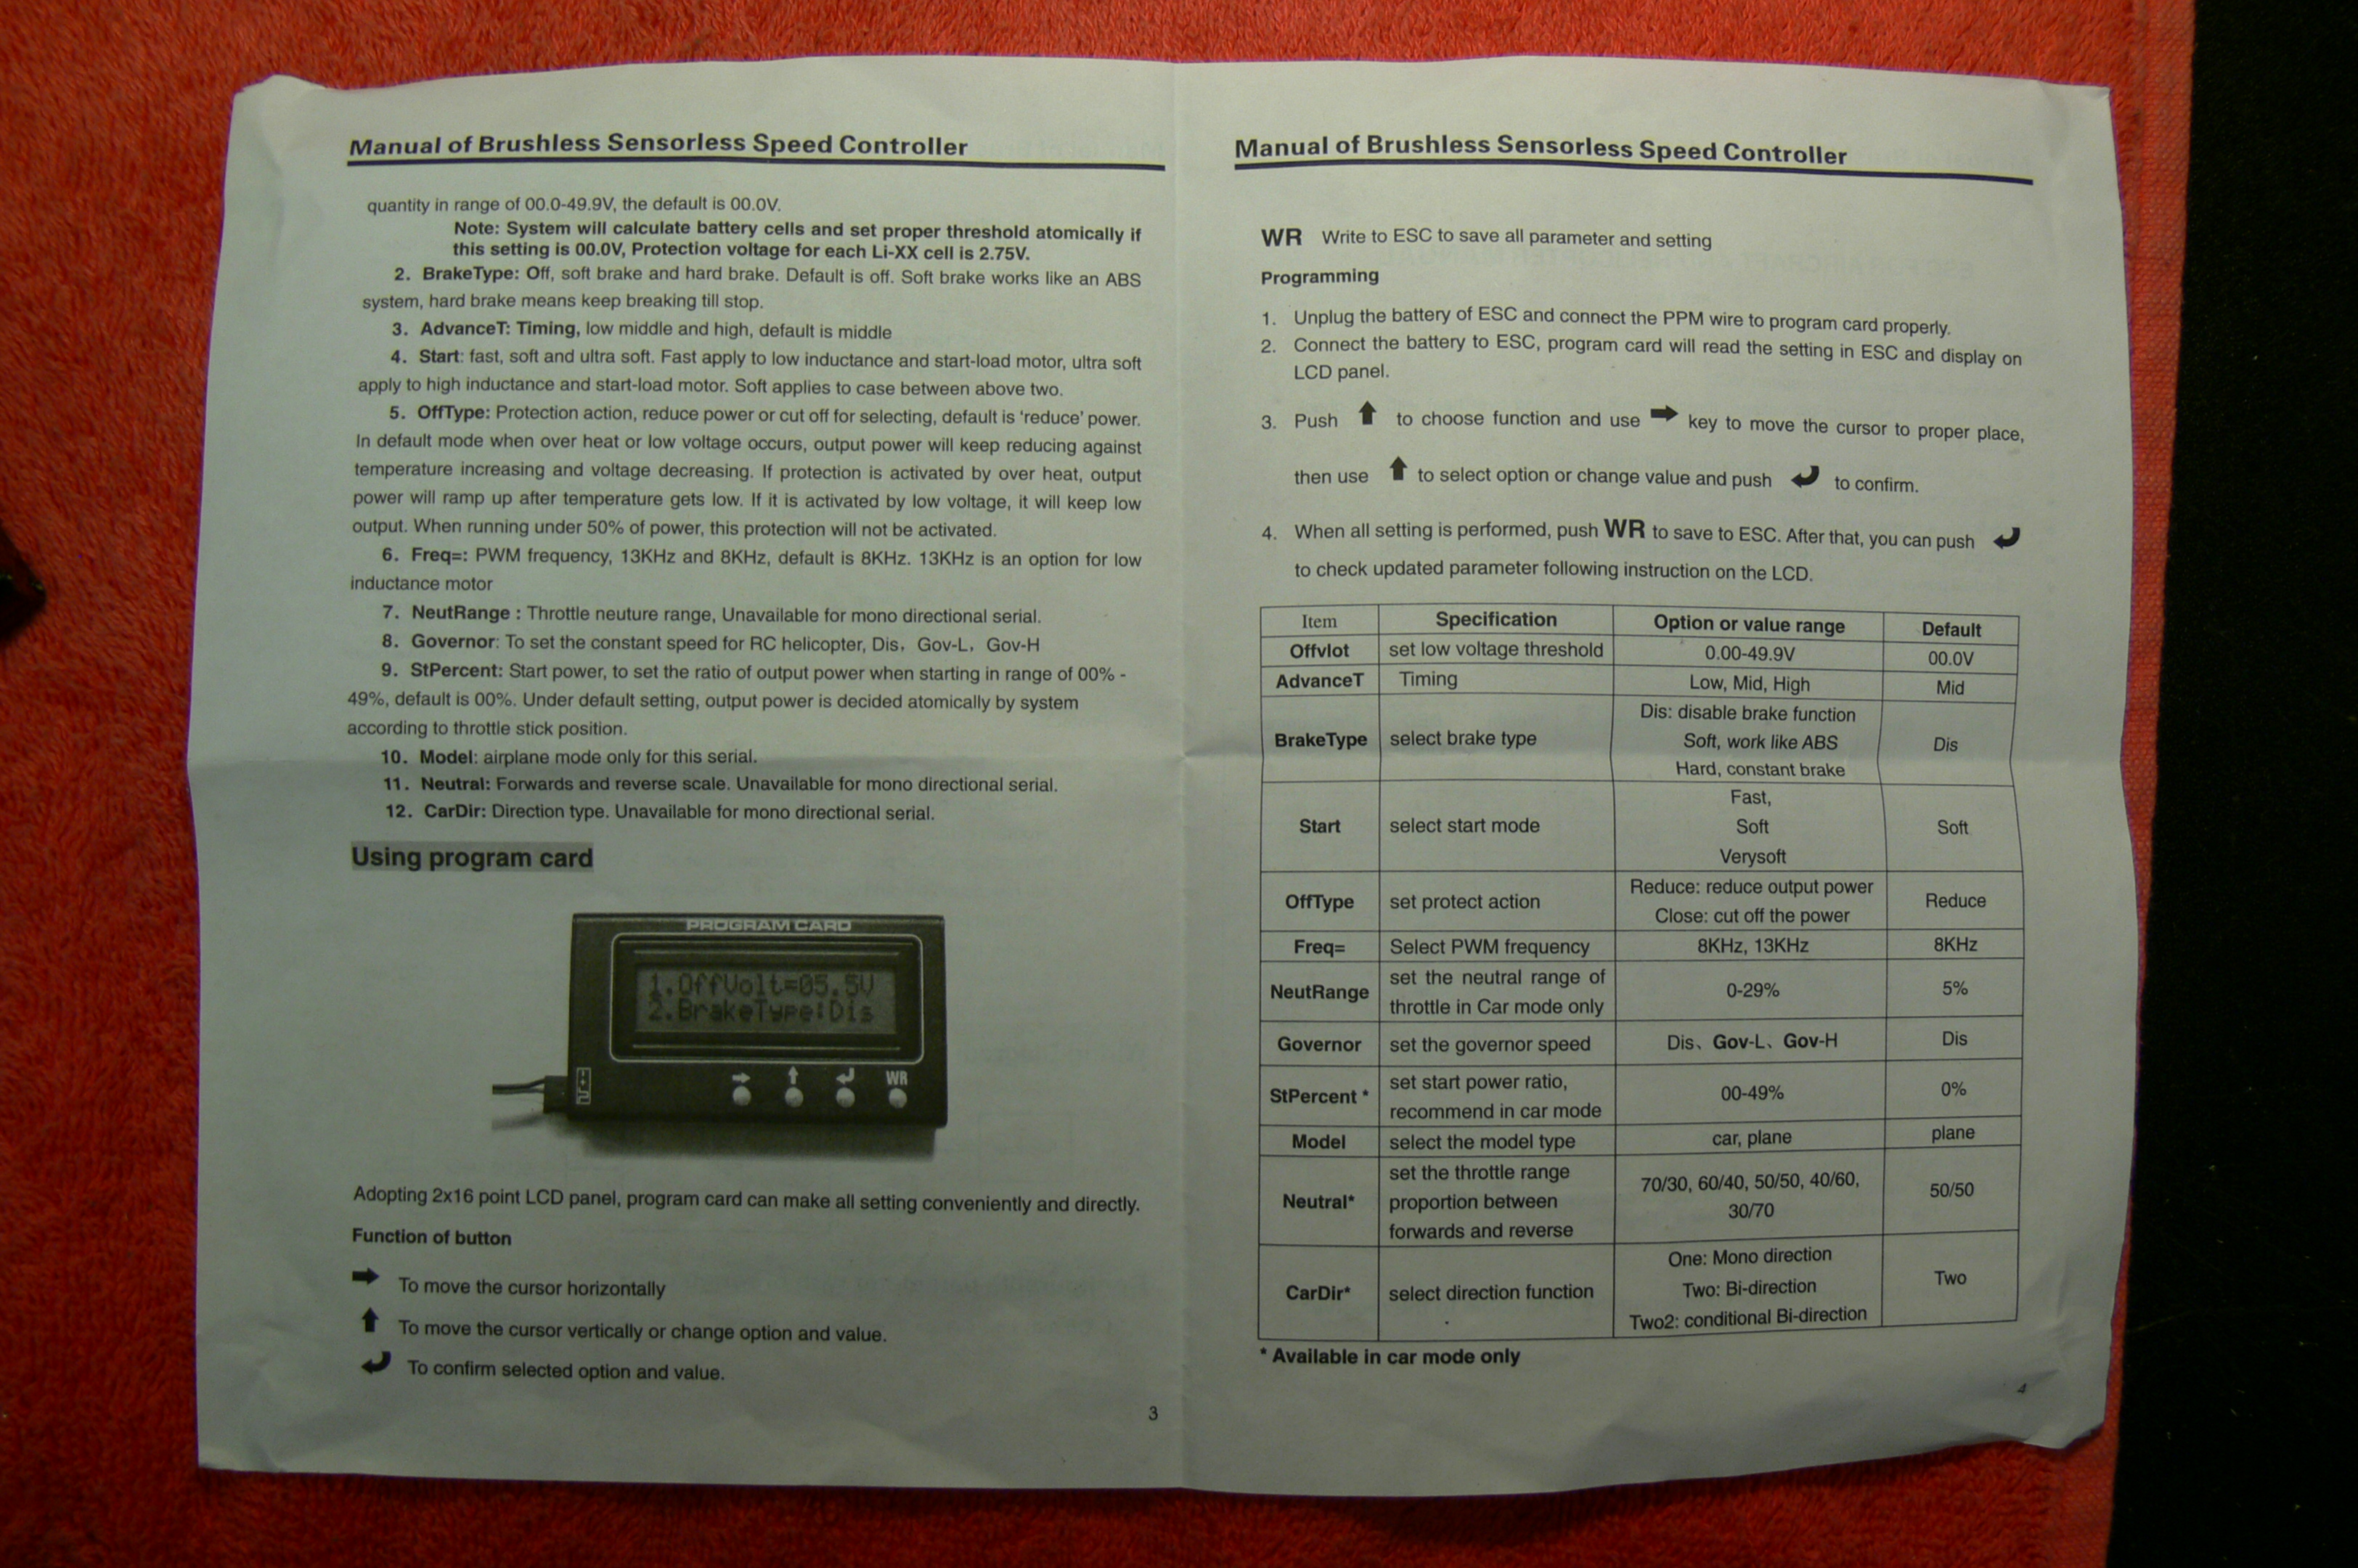 Manual of Brushless Sensorless Speed Controller
quantity in range of 00.0-49.9V, the default is 00.0V.
Note: System will calculate battery cells and set proper threshold atomically if
this setting is 00.0V, Protection voltage for each Li-XX cell is 2.75V.
2. BrakeType: Off, soft brake and hard brake. Default is off. Soft brake works like an ABS
system, hard brake means keep breaking till stop.
3. AdvanceT: Timing, low middle and high, default is middle
4. Start: fast, soft and ultra soft. Fast apply to low inductance and start-load motor, ultra soft
apply to high inductance and start-load motor. Soft applies to case between above two.
5. OffType: Protection action, reduce power or cut off for selecting, default is ‘reduce’ power.
In default mode when over heat or low voltage occurs, output power will keep reducing against
temperature increasing and voltage decreasing. If protection is activated by over heat, output
power will ramp up after temperature gets low. If it is activated by low voltage, it will keep low
output. When running under 50% of power, this protection will not be activated.
6. Freq=: PWM frequency, 13KHz and 8KHz, default is 8KHz. 13KHz is an option for low
inductance motor
7. NeutRange : Throttle neuture range, Unavailable for mono directional serial.
8. Governor: To set the constant speed for RC helicopter, Dis, Gov-L, Gov-H
9. StPercent: Start power, to set the ratio of output power when starting in range of 00% -
49%, default is 00%. Under default setting, output power is decided atomically by system
according to throttle stick position.
10. Model: airplane mode only for this serial.
11. Neutral: Forwards and reverse scale. Unavailable for mono directional serial.
12. CarDir: Direction type. Unavailable for mono directional serial.
Using program card
PROGRAM CARD
1.OffVolt=05.5V
2.BrakeType:Dis
→ ↑ ↵ WR
Adopting 2x16 point LCD panel, program card can make all setting conveniently and directly.
Function of button
→ To move the cursor horizontally
↑ To move the cursor vertically or change option and value.
↵ To confirm selected option and value.
3
Manual of Brushless Sensorless Speed Controller
WR Write to ESC to save all parameter and setting
Programming
1. Unplug the battery of ESC and connect the PPM wire to program card properly.
2. Connect the battery to ESC, program card will read the setting in ESC and display on
LCD panel.
3. Push ↑ to choose function and use → key to move the cursor to proper place,
then use ↑ to select option or change value and push ↵ to confirm.
4. When all setting is performed, push WR to save to ESC. After that, you can push ↵
to check updated parameter following instruction on the LCD.
Item Specification Option or value range Default
Offvlot set low voltage threshold 0.00-49.9V 00.0V
AdvanceT Timing Low, Mid, High Mid
BrakeType select brake type Dis: disable brake function Dis
Soft, work like ABS
Hard, constant brake
Start select start mode Fast, Soft
Soft
Verysoft
OffType set protect action Reduce: reduce output power Reduce
Close: cut off the power
Freq= Select PWM frequency 8KHz, 13KHz 8KHz
NeutRange set the neutral range of 0-29% 5%
throttle in Car mode only
Governor set the governor speed Dis、Gov-L、Gov-H Dis
StPercent * set start power ratio, 00-49% 0%
recommend in car mode
Model select the model type car, plane plane
Neutral* set the throttle range 70/30, 60/40, 50/50, 40/60, 50/50
proportion between 30/70
forwards and reverse
CarDir* select direction function One: Mono direction Two
Two: Bi-direction
Two2: conditional Bi-direction
* Available in car mode only
4